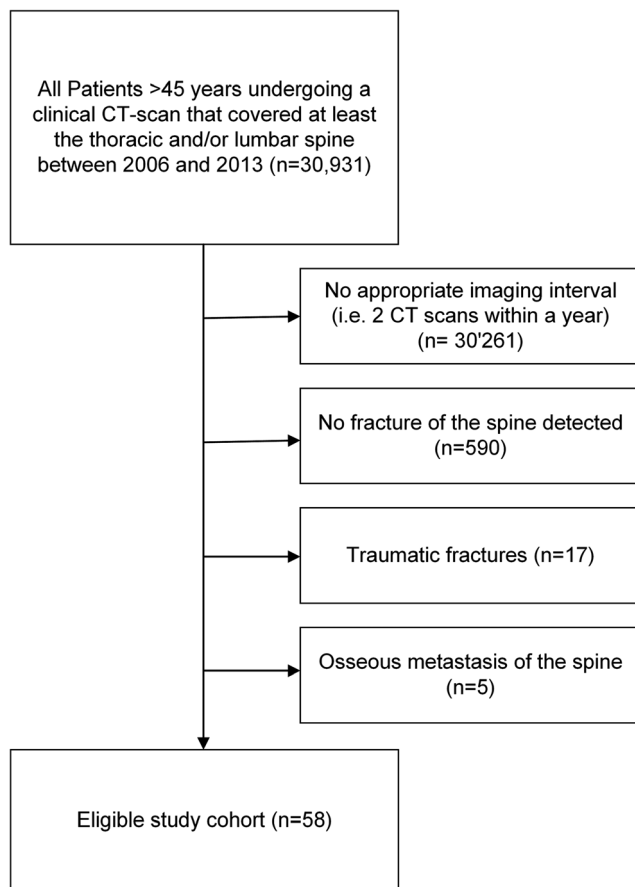 All Patients >45 years undergoing a
clinical CT-scan that covered at least
the thoracic and/or lumbar spine
between 2006 and 2013 (n=30,931)
No appropriate imaging interval
(i.e. 2 CT scans within a year)
(n= 30'261)
No fracture of the spine detected
(n=590)
Traumatic fractures (n=17)
Osseous metastasis of the spine
(n=5)
Eligible study cohort (n=58)